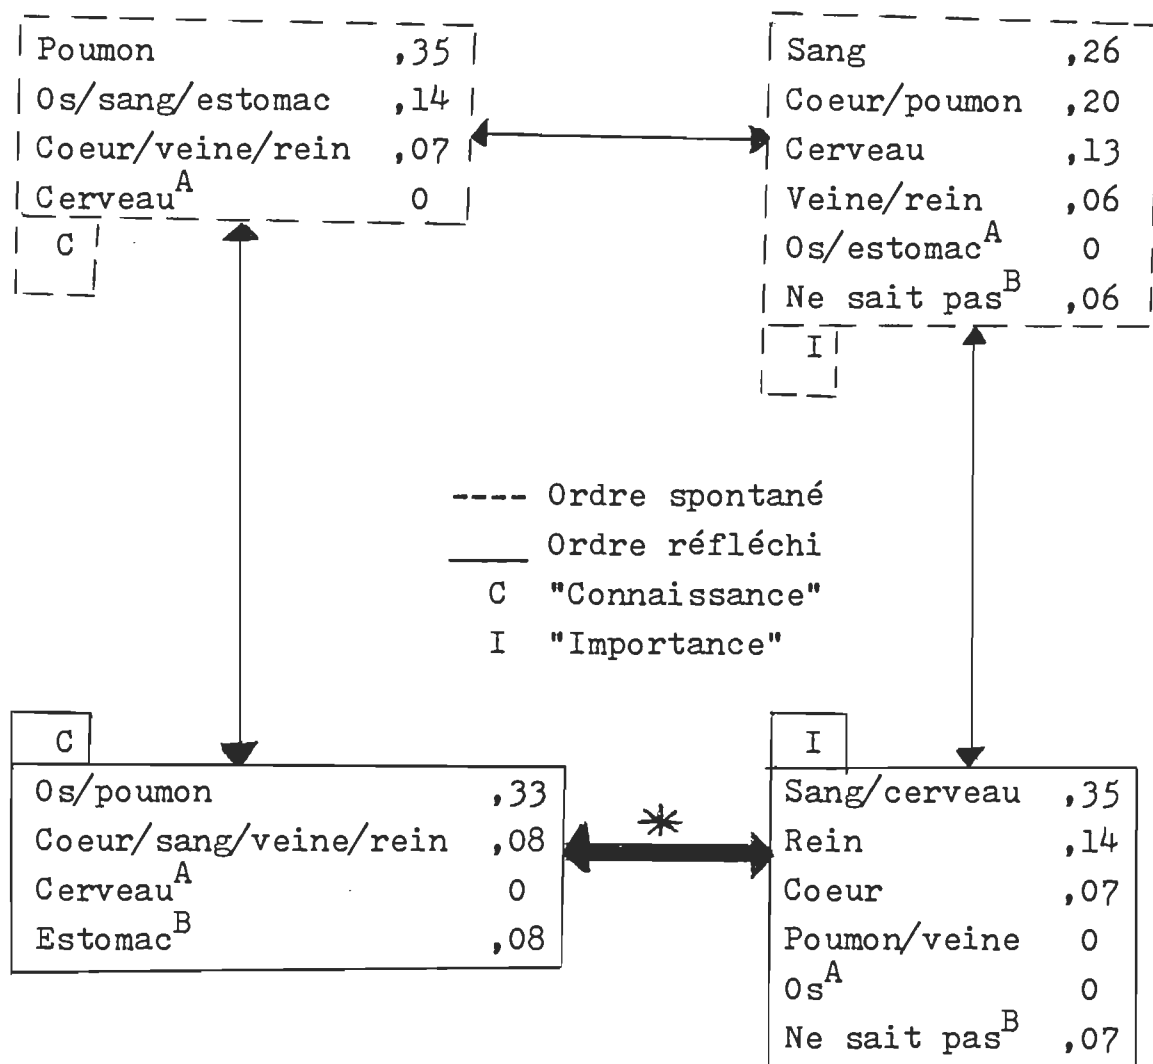 Poumon ,35
Os/sang/estomac ,14
Coeur/veine/rein ,07
Cerveau^A 0
C
Sang ,26
Coeur/poumon ,20
Cerveau ,13
Veine/rein ,06
Os/estomac^A 0
Ne sait pas^B ,06
I
---- Ordre spontané
____ Ordre réfléchi
C "Connaissance"
I "Importance"
C
Os/poumon ,33
Coeur/sang/veine/rein ,08
Cerveau^A 0
Estomac^B ,08
*
I
Sang/cerveau ,35
Rein ,14
Coeur ,07
Poumon/veine 0
Os^A 0
Ne sait pas^B ,07